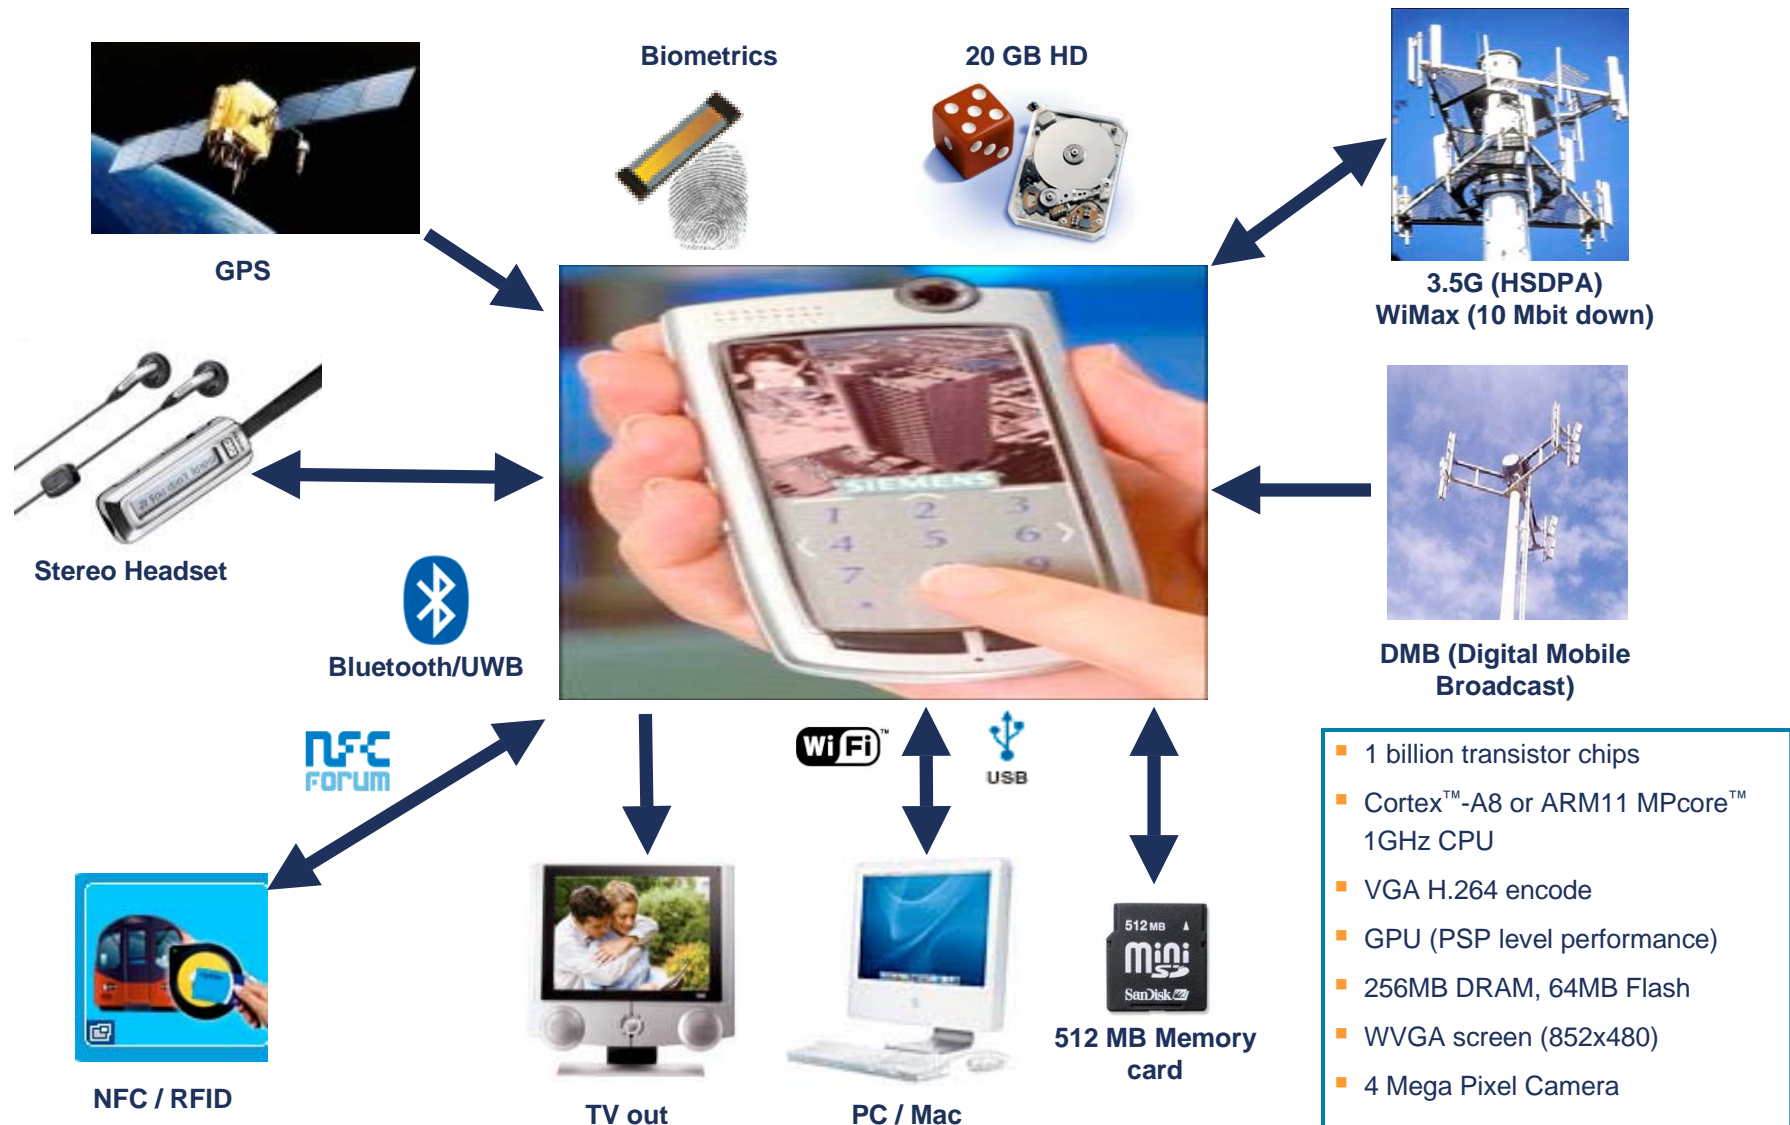 Biometrics
20 GB HD
GPS
3.5G (HSDPA)
WiMax (10 Mbit down)
Stereo Headset
SIEMENS
1 2 3
4 5 6
7 9
Bluetooth/UWB
DMB (Digital Mobile
Broadcast)
NFC
FORUM
WiFi™
USB
1 billion transistor chips
Cortex™-A8 or ARM11 MPcore™
1GHz CPU
VGA H.264 encode
GPU (PSP level performance)
256MB DRAM, 64MB Flash
WVGA screen (852x480)
4 Mega Pixel Camera
512 MB
mini
SD
SanDisk
512 MB Memory
card
NFC / RFID
TV out
PC / Mac